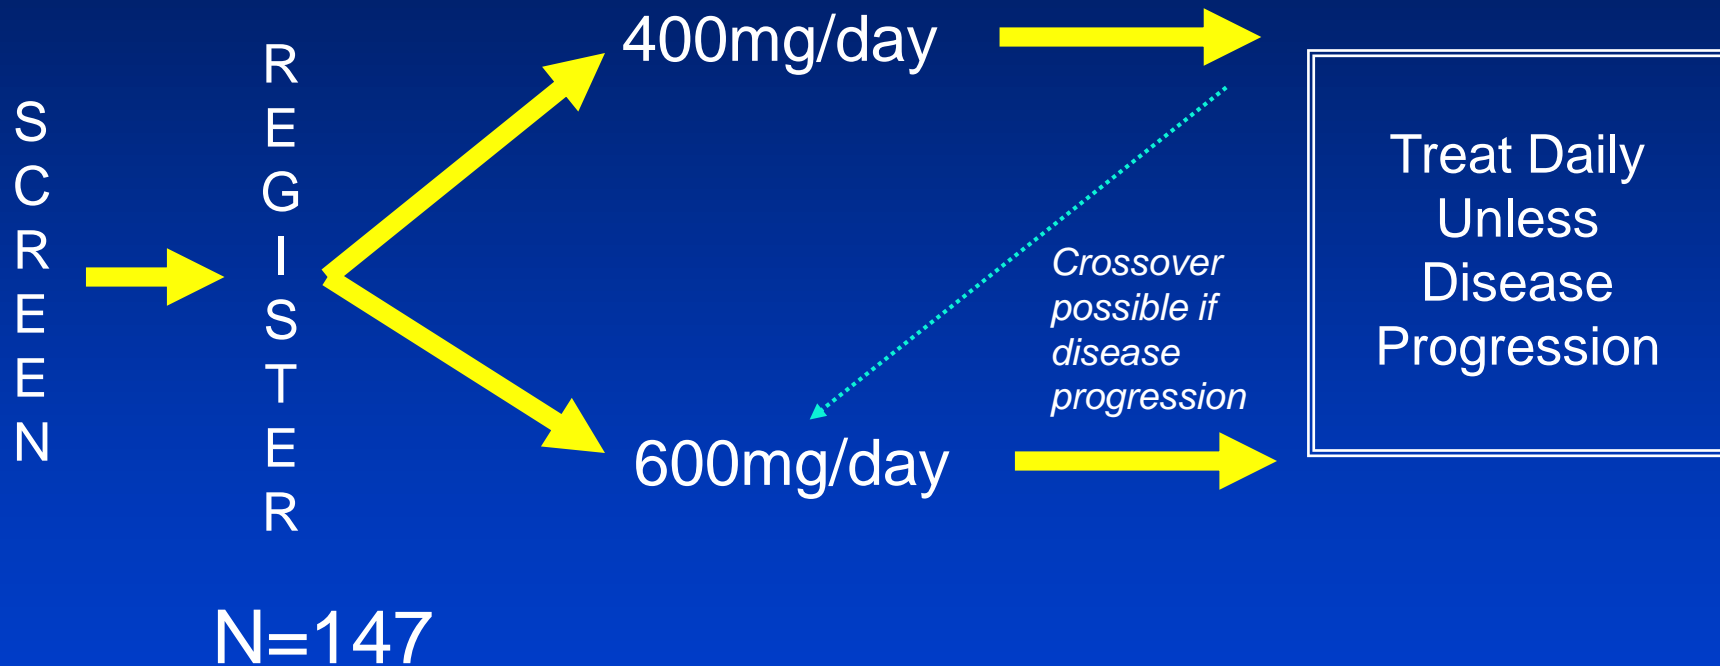 SCREEN
REGISTER
400mg/day
600mg/day
Crossover
possible if
disease
progression
Treat Daily
Unless
Disease
Progression
N=147